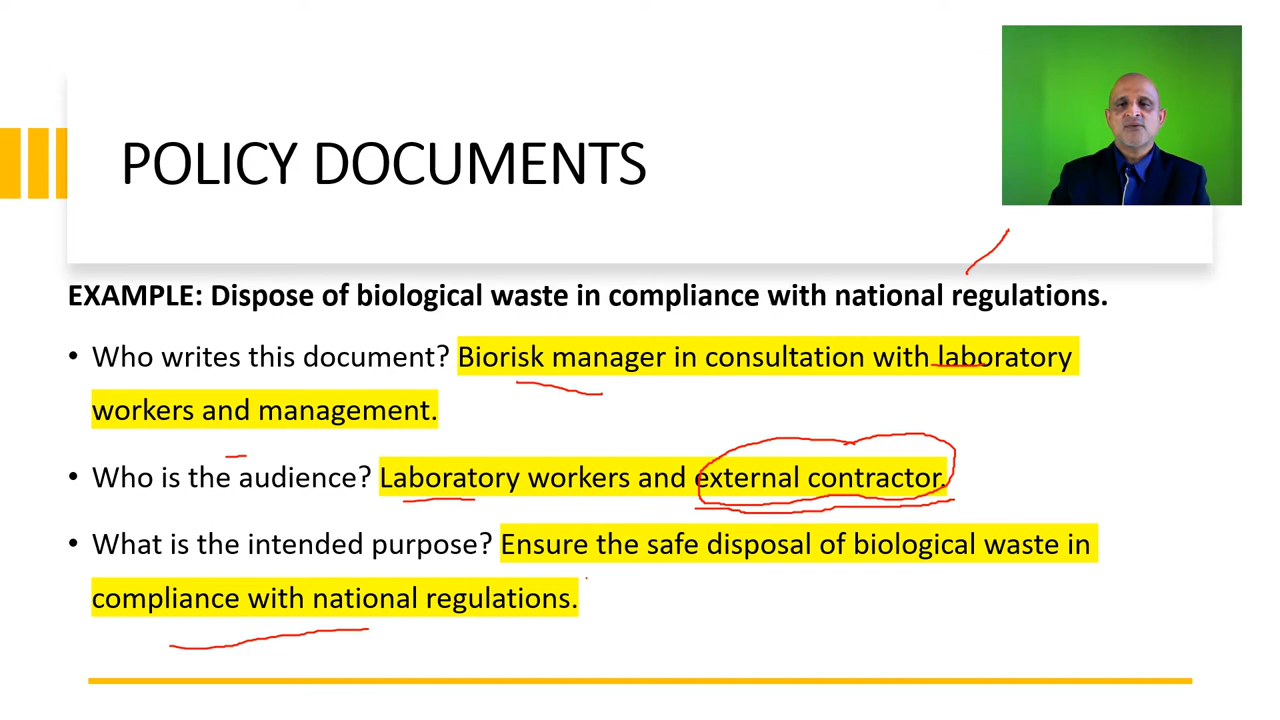 POLICY DOCUMENTS
EXAMPLE: Dispose of biological waste in compliance with national regulations.
• Who writes this document? Biorisk manager in consultation with laboratory
workers and management.
• Who is the audience? Laboratory workers and external contractor.
• What is the intended purpose? Ensure the safe disposal of biological waste in
compliance with national regulations.